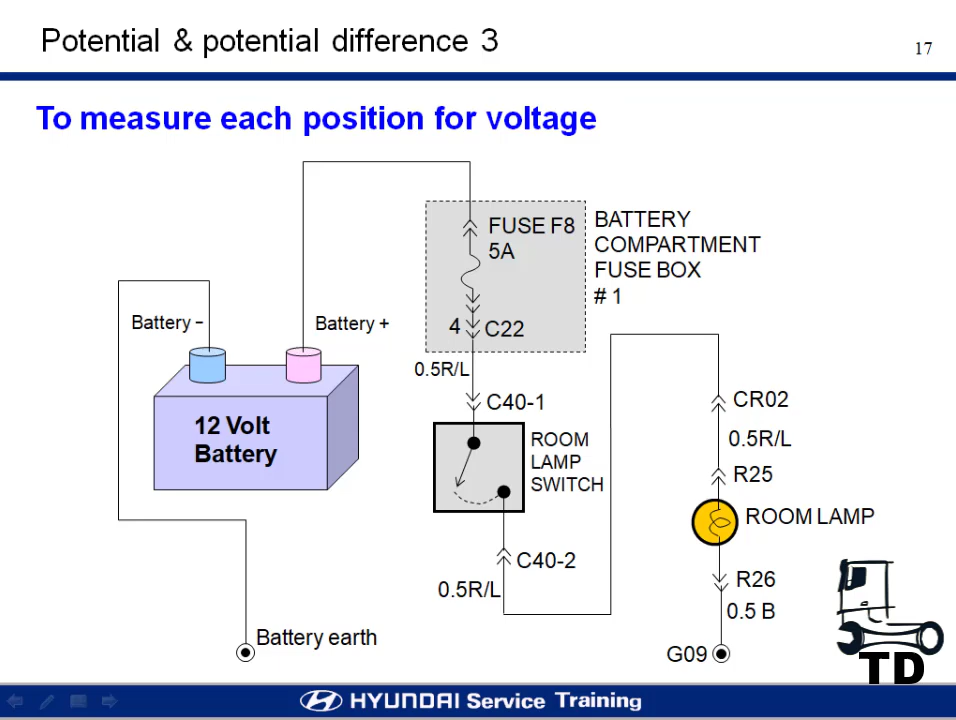 Potential & potential difference 3
17
To measure each position for voltage
FUSE F8
5A
BATTERY
COMPARTMENT
FUSE BOX
# 1
Battery –
Battery +
4
C22
0.5R/L
C40-1
12 Volt
Battery
ROOM
LAMP
SWITCH
CR02
0.5R/L
R25
ROOM LAMP
C40-2
0.5R/L
R26
0.5 B
Battery earth
G09
TD
HYUNDAI Service Training